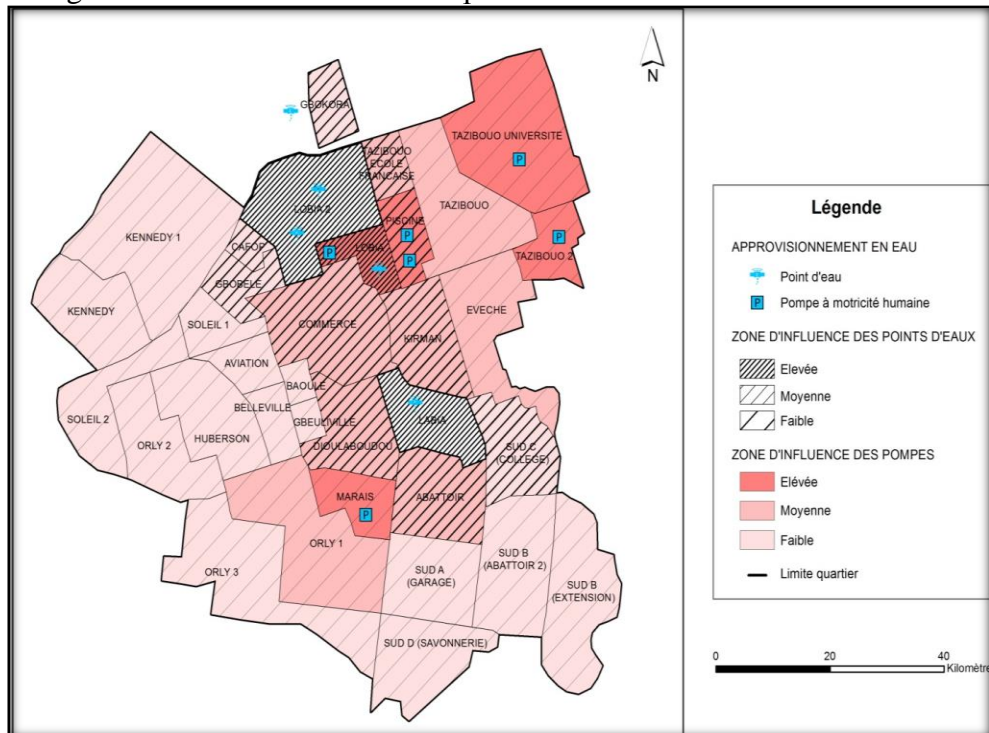 N
GBOKORA
TAZIBOUO UNIVERSITE
TAZIBOUO
ECOLE
FRANCAISE
LOBIA 2
PISCINE
TAZIBOUO
KENNEDY 1
CAFOP
LOBIA
TAZIBOUO 2
GBOBELE
KENNEDY
SOLEIL 1
COMMERCE
KIRMAN
EVECHE
AVIATION
BAOULE
BELLEVILLE
LABIA
SOLEIL 2
ORLY 2
HUBERSON
GBEULIVILLE
DIOULABOUDOU
SUD C
(COLLEGE)
MARAIS
ABATTOIR
ORLY 1
ORLY 3
SUD A
(GARAGE)
SUD B
(ABATTOIR 2)
SUD B
(EXTENSION)
SUD D (SAVONNERIE)
P
P
P
P
P
P
Légende
APPROVISIONNEMENT EN EAU
Point d'eau
P Pompe à motricité humaine
ZONE D'INFLUENCE DES POINTS D'EAUX
Elevée
Moyenne
Faible
ZONE D'INFLUENCE DES POMPES
Elévée
Moyenne
Faible
Limite quartier
0 20 40
Kilomètre